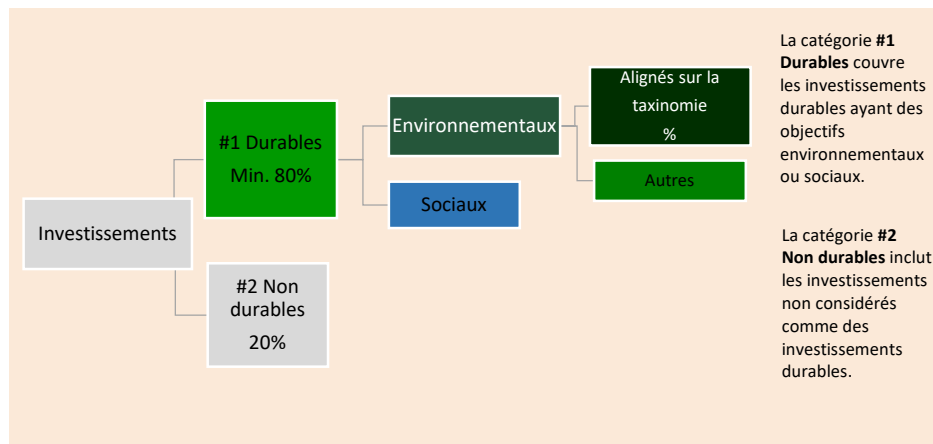 Investissements
#1 Durables
Min. 80%
#2 Non
durables
20%
Environnementaux
Sociaux
Alignés sur la
taxinomie
%
Autres
La catégorie #1
Durables couvre
les investissements
durables ayant des
objectifs
environnementaux
ou sociaux.
La catégorie #2
Non durables inclut
les investissements
non considérés
comme des
investissements
durables.